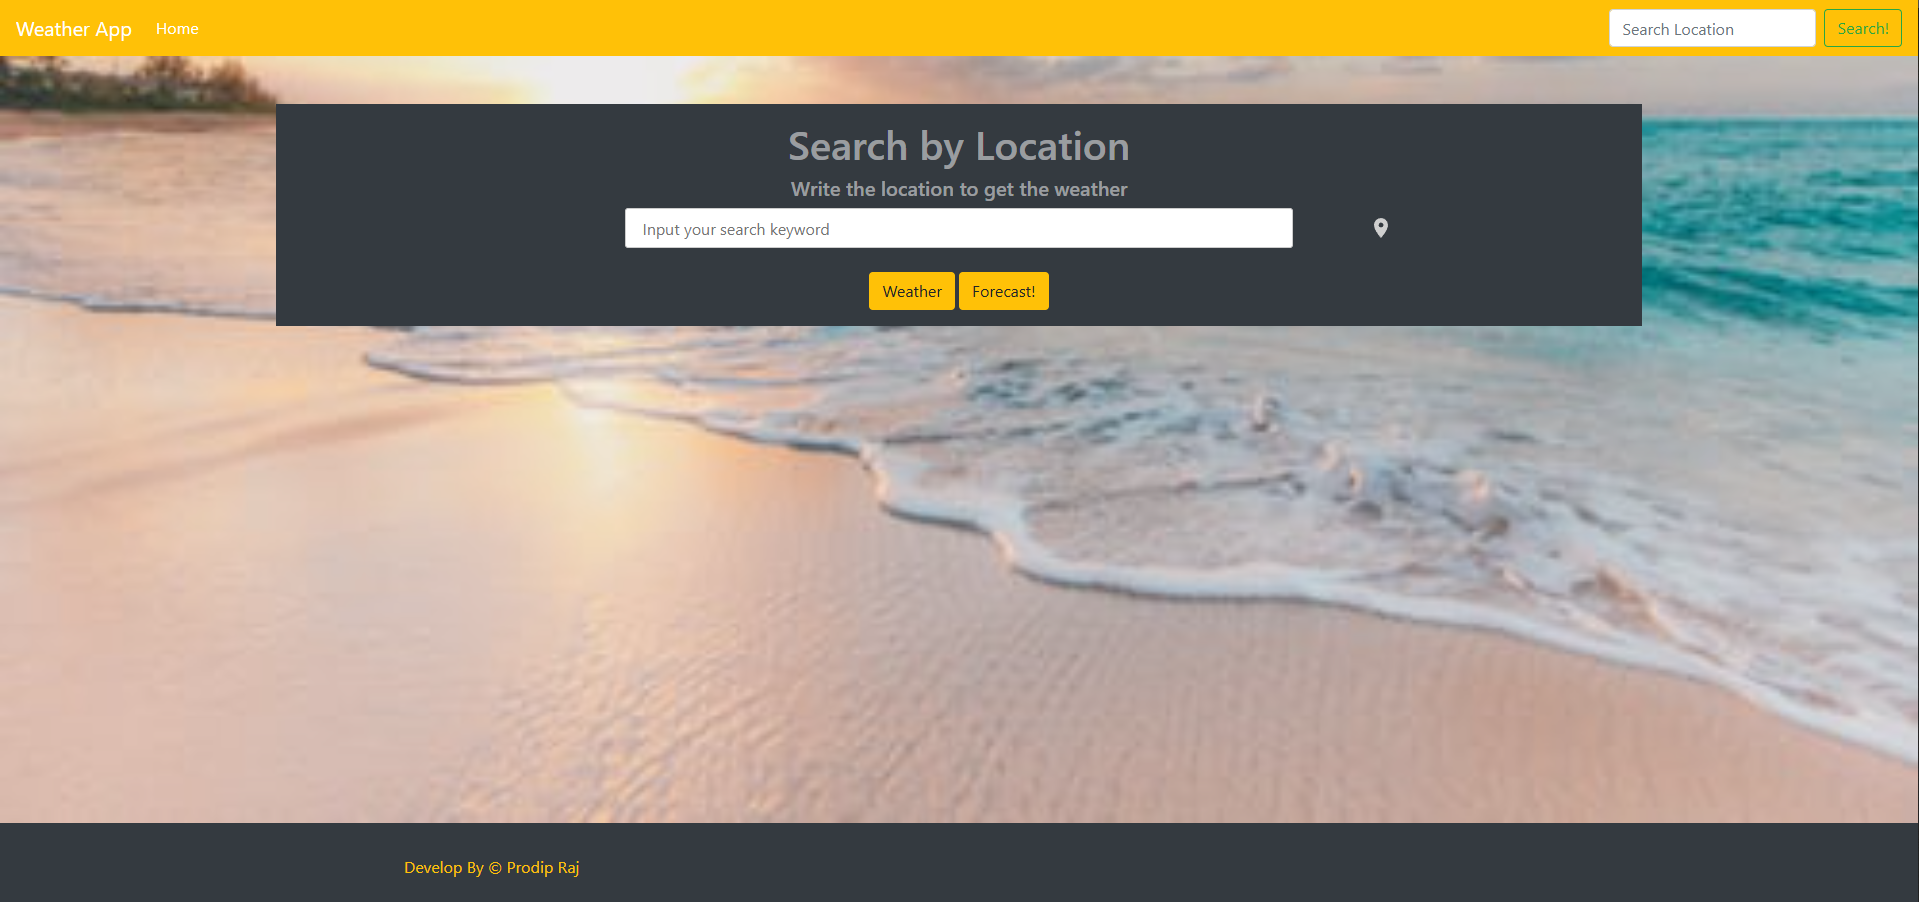 Weather App Home Search Location Search!
Search by Location
Write the location to get the weather
Input your search keyword
Weather Forecast!
Develop By © Prodip Raj